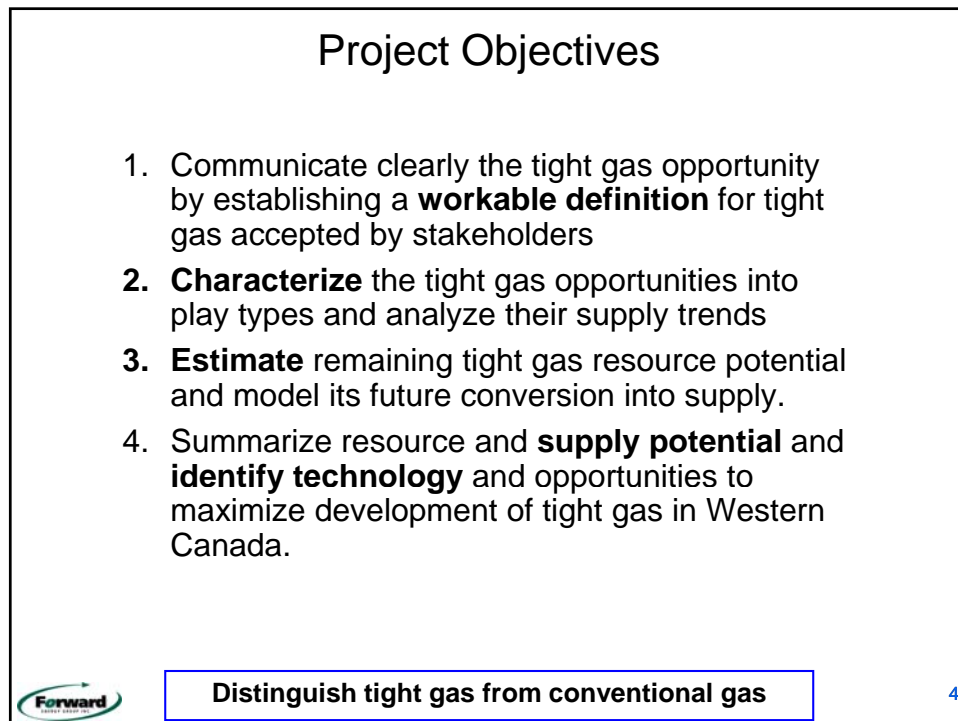 Project Objectives
1. Communicate clearly the tight gas opportunity
by establishing a workable definition for tight
gas accepted by stakeholders
2. Characterize the tight gas opportunities into
play types and analyze their supply trends
3. Estimate remaining tight gas resource potential
and model its future conversion into supply.
4. Summarize resource and supply potential and
identify technology and opportunities to
maximize development of tight gas in Western
Canada.
Forward
ENERGY GROUP INC.
Distinguish tight gas from conventional gas
4